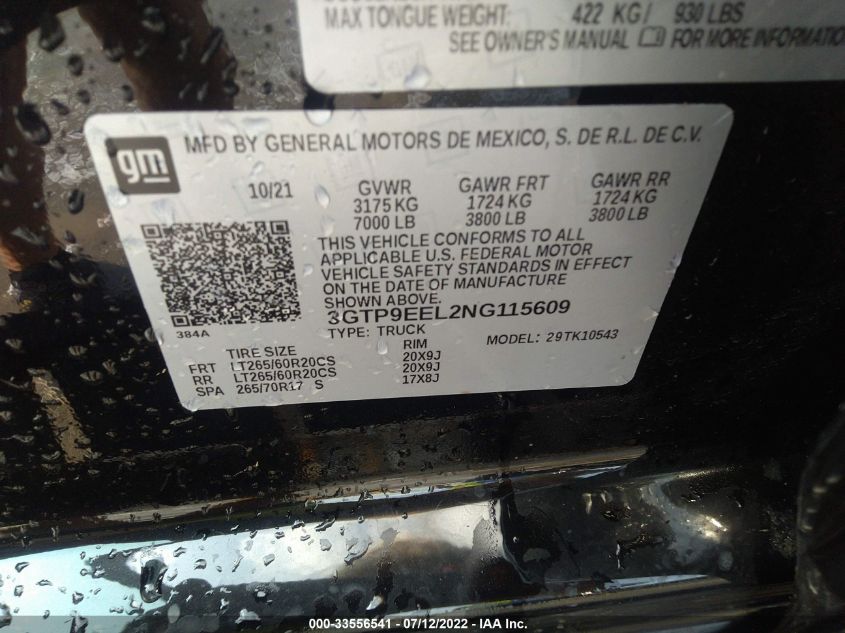 MAX TONGUE WEIGHT: 422 KG/ 930 LBS
SEE OWNER'S MANUAL FOR MORE INFORMATION
gm
MFD BY GENERAL MOTORS DE MEXICO, S. DE R.L. DE C.V.
10/21 GVWR GAWR FRT GAWR RR
3175 KG 1724 KG 1724 KG
7000 LB 3800 LB 3800 LB
THIS VEHICLE CONFORMS TO ALL
APPLICABLE U.S. FEDERAL MOTOR
VEHICLE SAFETY STANDARDS IN EFFECT
ON THE DATE OF MANUFACTURE
SHOWN ABOVE.
384A
3GTP9EEL2NG115609
TYPE: TRUCK MODEL: 29TK10543
TIRE SIZE RIM
FRT LT265/60R20CS 20X9J
RR LT265/60R20CS 20X9J
SPA 265/70R17 S 17X8J
000-33556541 - 07/12/2022 - IAA Inc.